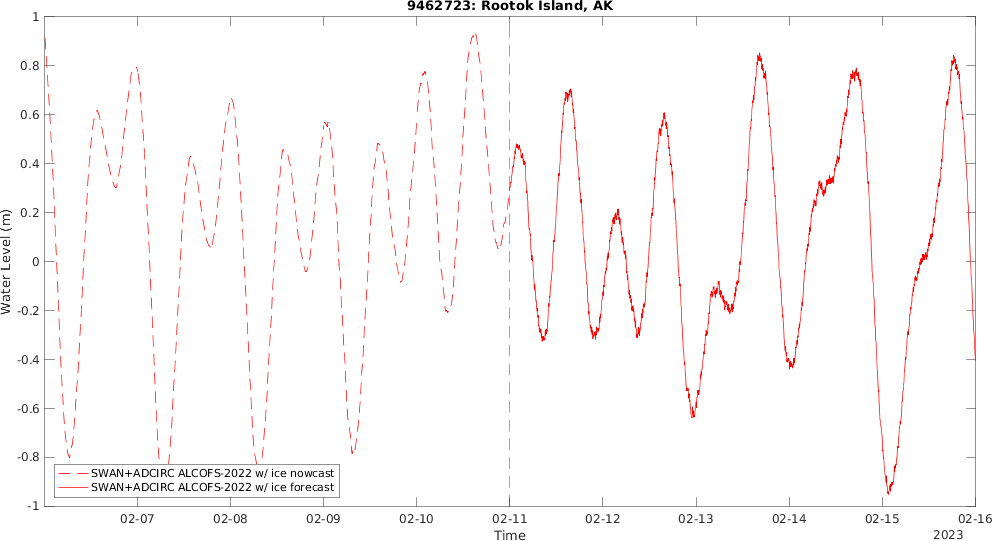 9462723: Rootok Island, AK
Water Level (m)
1
0.8
0.6
0.4
0.2
0
-0.2
-0.4
-0.6
-0.8
-1
SWAN+ADCIRC ALCOFS-2022 w/ ice nowcast
SWAN+ADCIRC ALCOFS-2022 w/ ice forecast
02-07 02-08 02-09 02-10 02-11 02-12 02-13 02-14 02-15 02-16
Time
2023